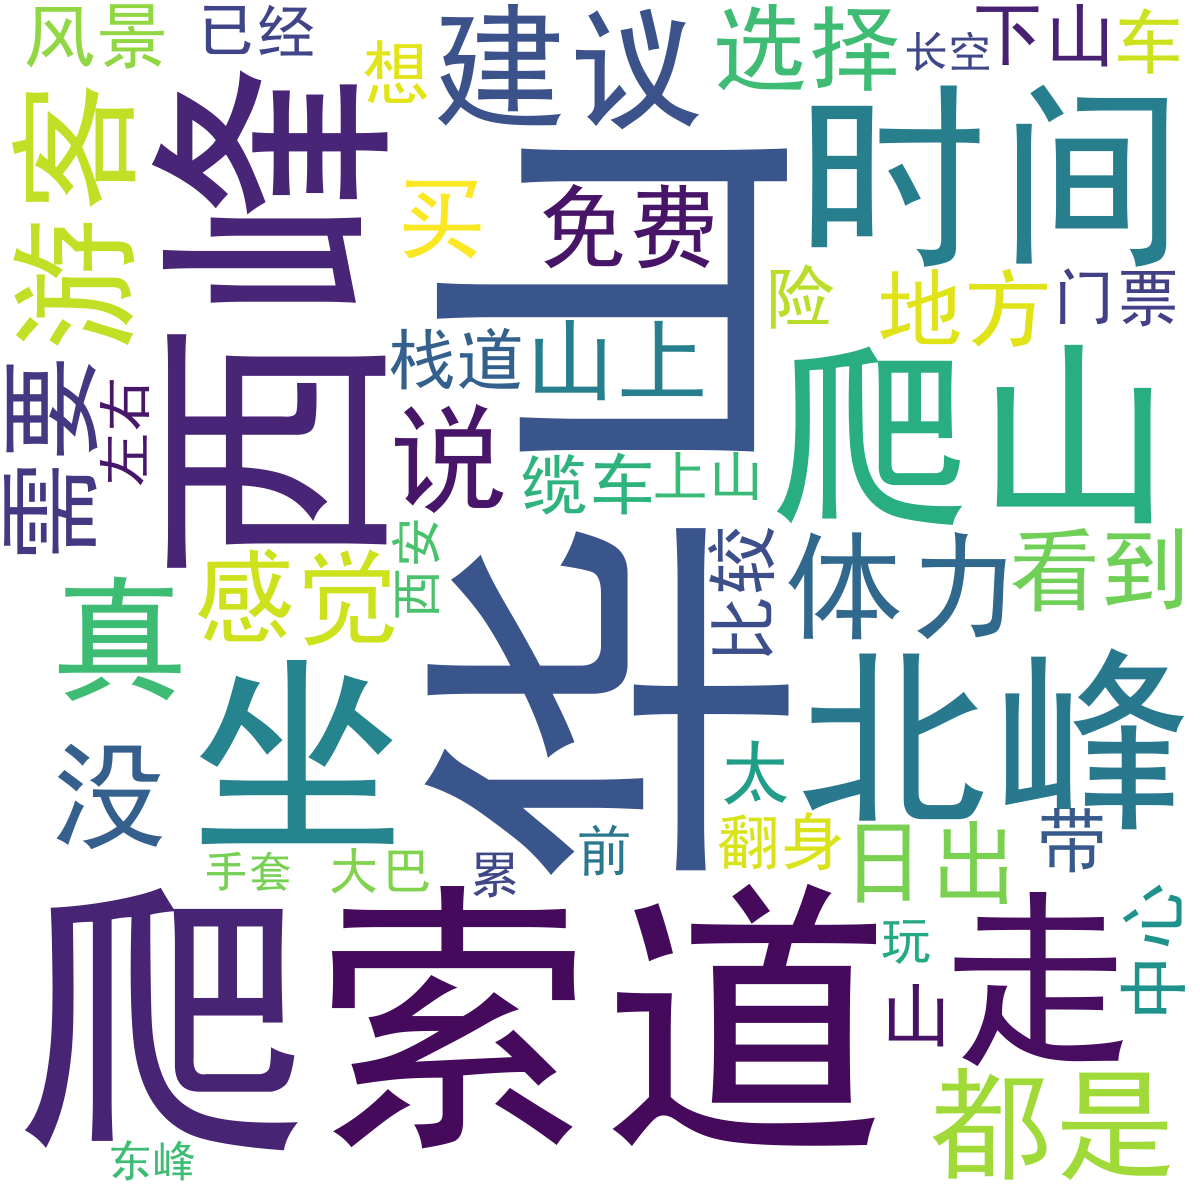 风景
已经
想
建议
选择
长空
下山
车
游客
西峰
买
免费
华山
时间
险
地方
门票
需要
左右
栈道
山上
说
缆车
上山
爬山
西安
感觉
真
比较
体力
看到
坐
没
太
北峰
手套
大巴
累
前
翻身
日出
带
爬
索道
玩
山
走
中心
都是
东峰